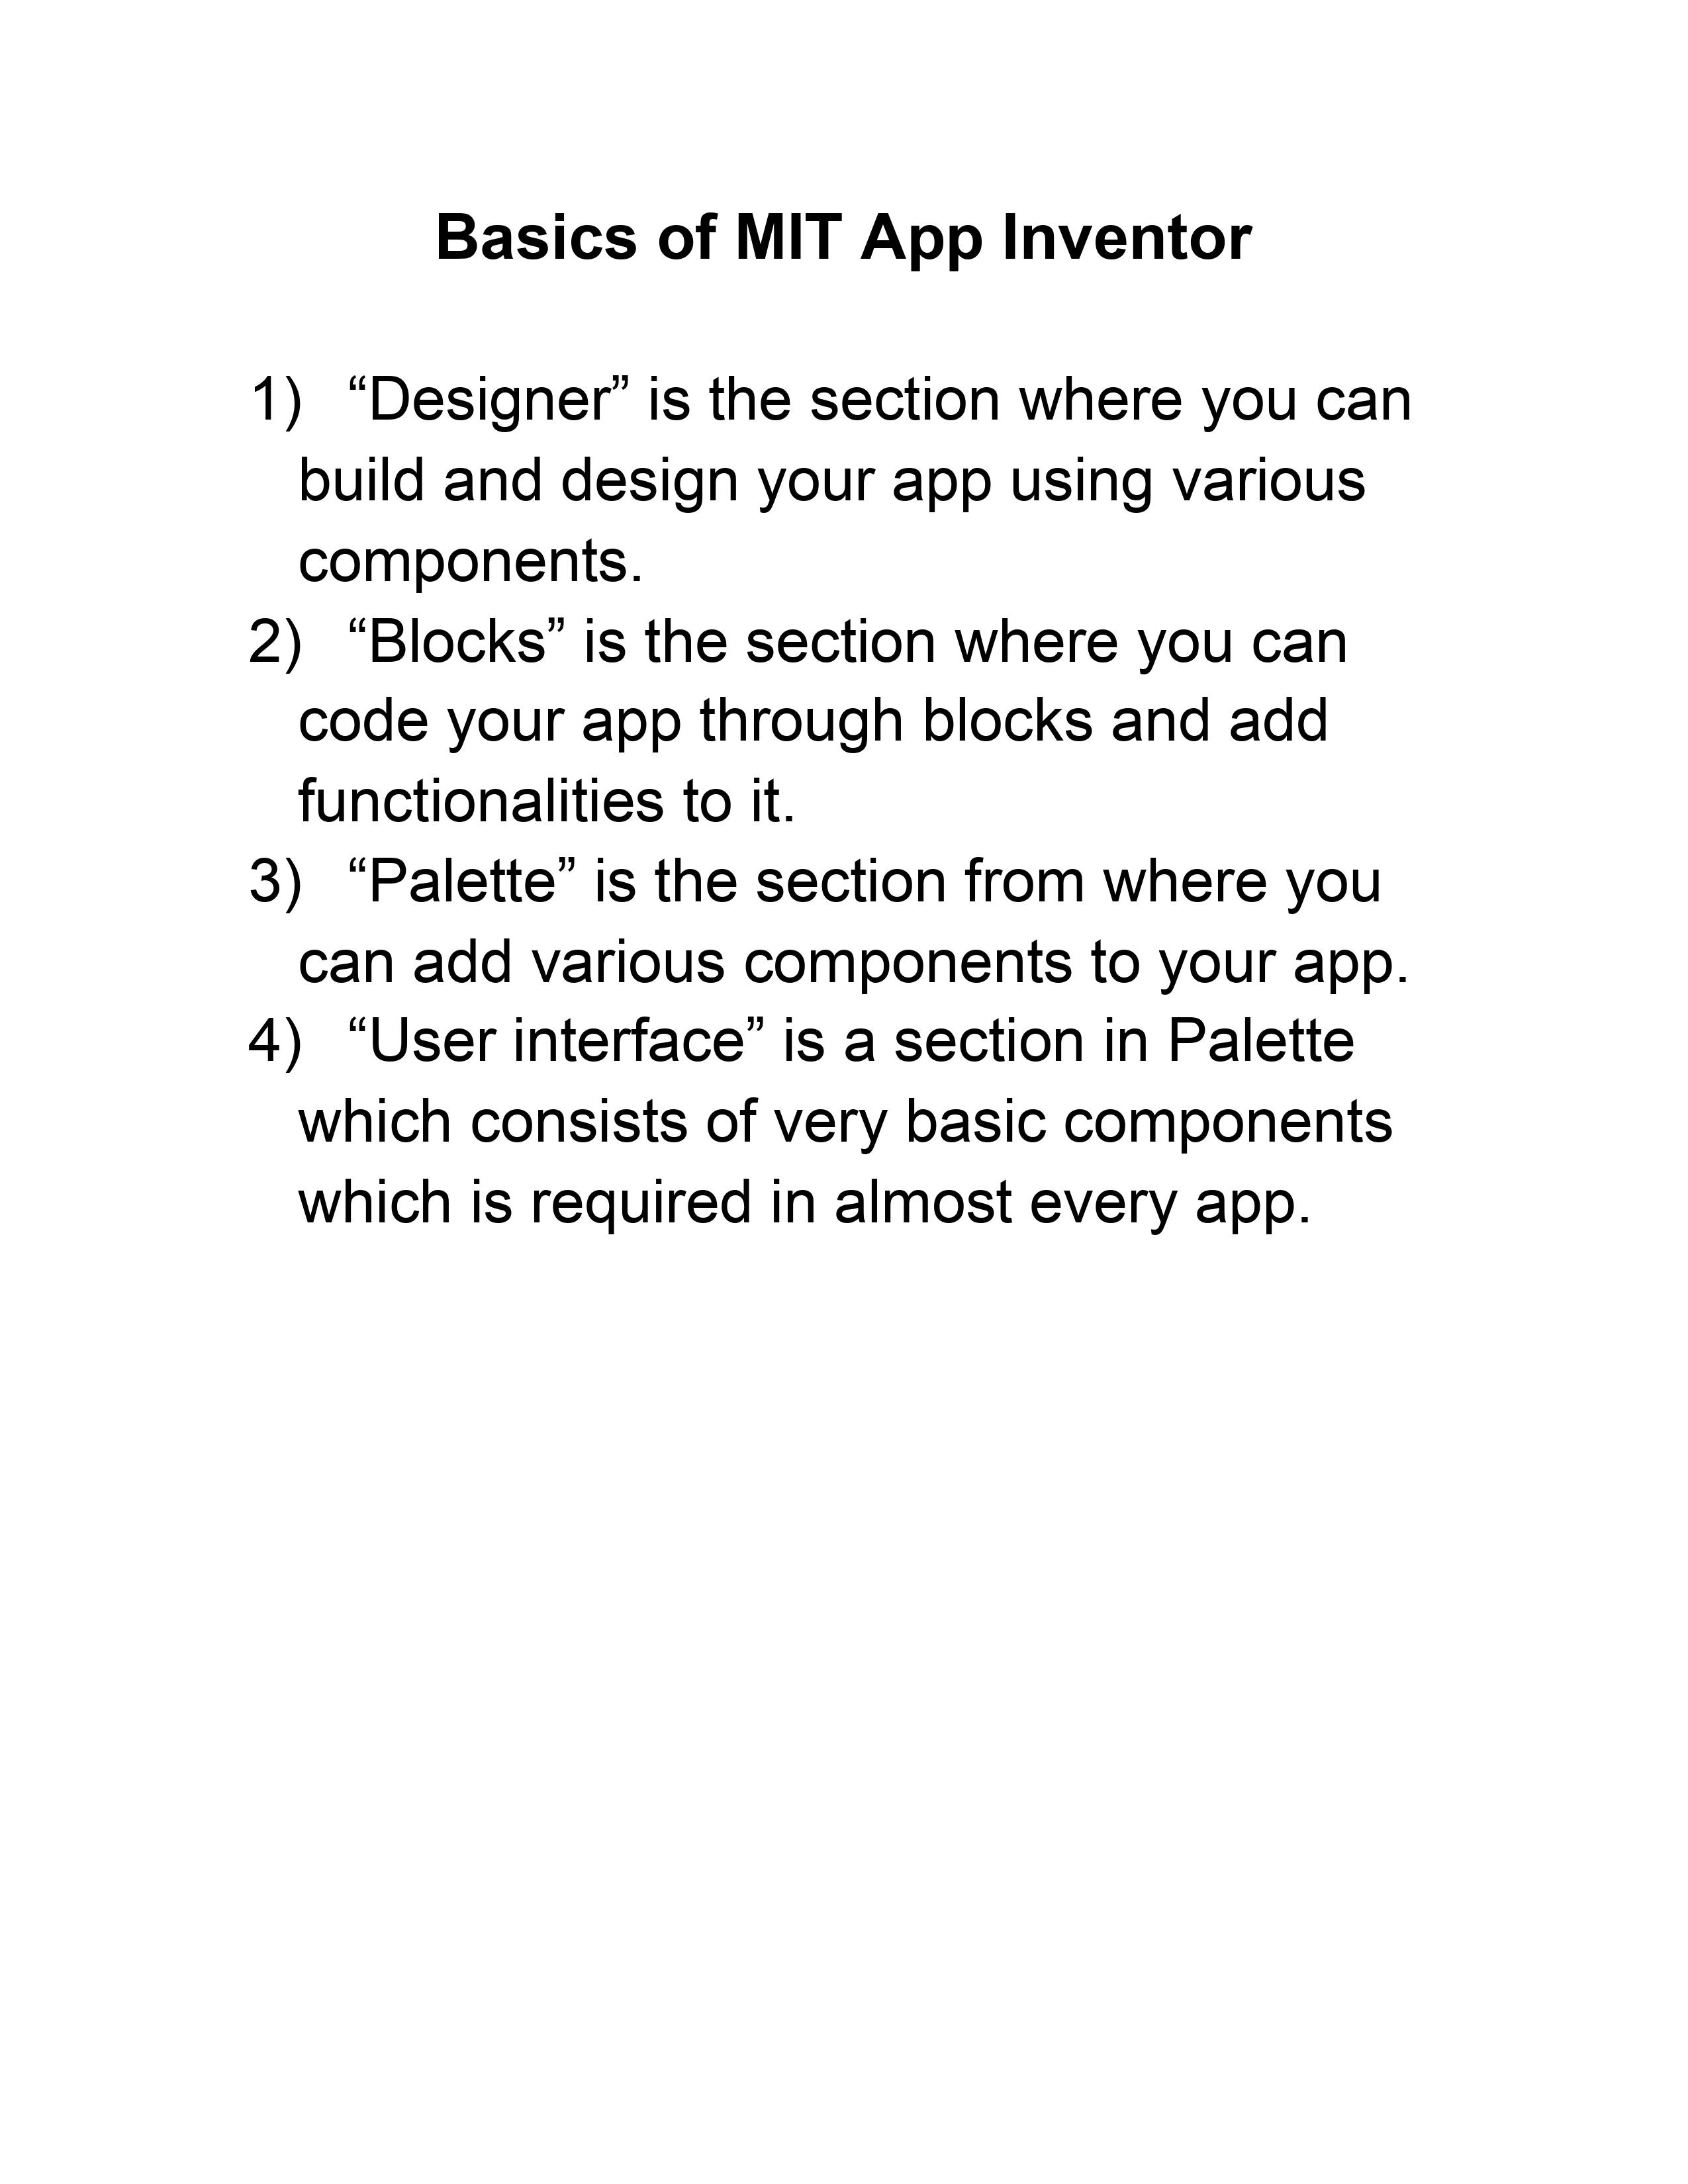 Basics of MIT App Inventor
1) “Designer” is the section where you can
build and design your app using various
components.
2) “Blocks” is the section where you can
code your app through blocks and add
functionalities to it.
3) “Palette” is the section from where you
can add various components to your app.
4) “User interface” is a section in Palette
which consists of very basic components
which is required in almost every app.